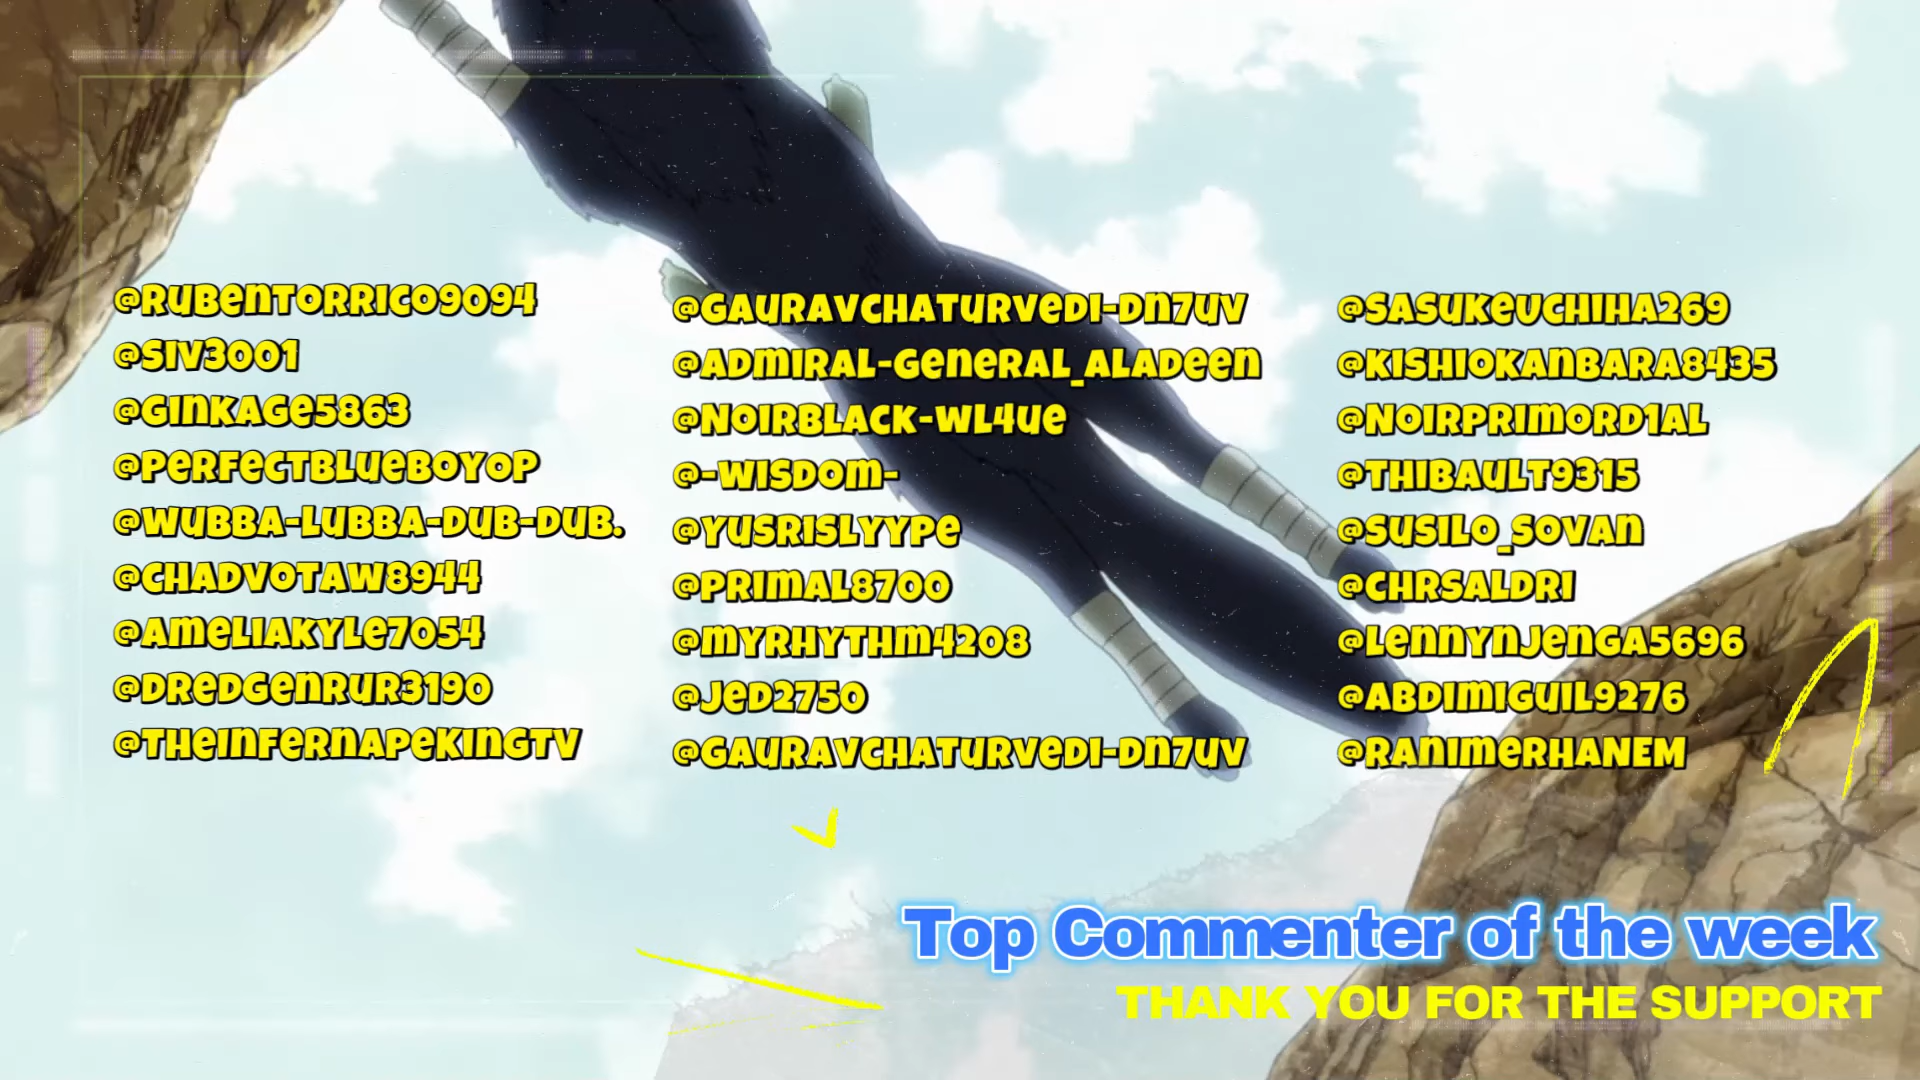 @RubenTorrico9094
@siv3001
@Ginkage5863
@perfectblueboyop
@Wubba-lubba-dub-dub.
@chadvotaw8944
@ameliakyle7054
@dredgenrur3190
@theinfernapekingtv
@GauravChaturvedi-dn7uv
@Admiral-General_Aladeen
@NoirBlack-wl4ue
@-wisdom-
@yusrislyype
@primal8700
@myrhythm4208
@jed2750
@GauravChaturvedi-dn7uv
@SasukeUchiha269
@kishiokanbara8435
@NoirPrimord1al
@thibault9315
@Susilo_Sovan
@chrsaldri
@lennynjenga5696
@abdimiguil9276
@RanimerhaNEM
Top Commenter of the week
THANK YOU FOR THE SUPPORT